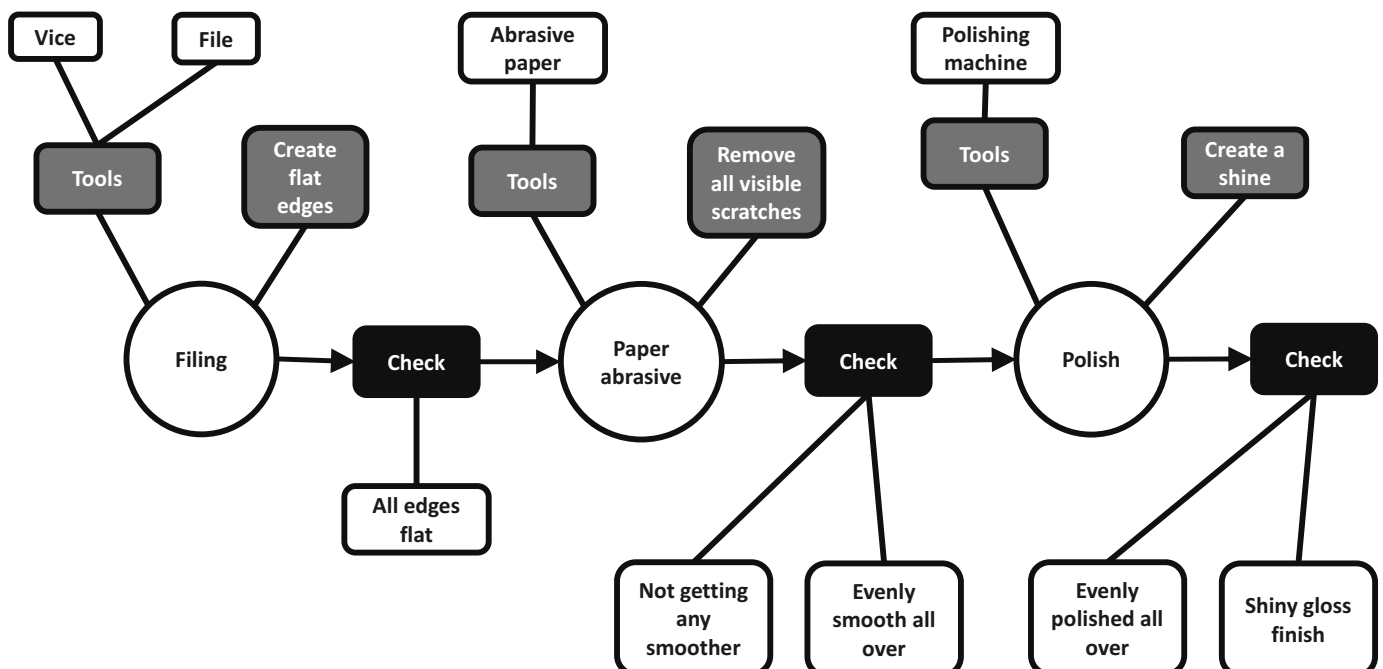 Vice
File
Tools
Create
flat
edges
Filing
Check
All edges
flat
Abrasive
paper
Tools
Remove
all visible
scratches
Paper
abrasive
Check
Not getting
any
smoother
Evenly
smooth all
over
Polishing
machine
Tools
Create a
shine
Polish
Check
Evenly
polished all
over
Shiny gloss
finish